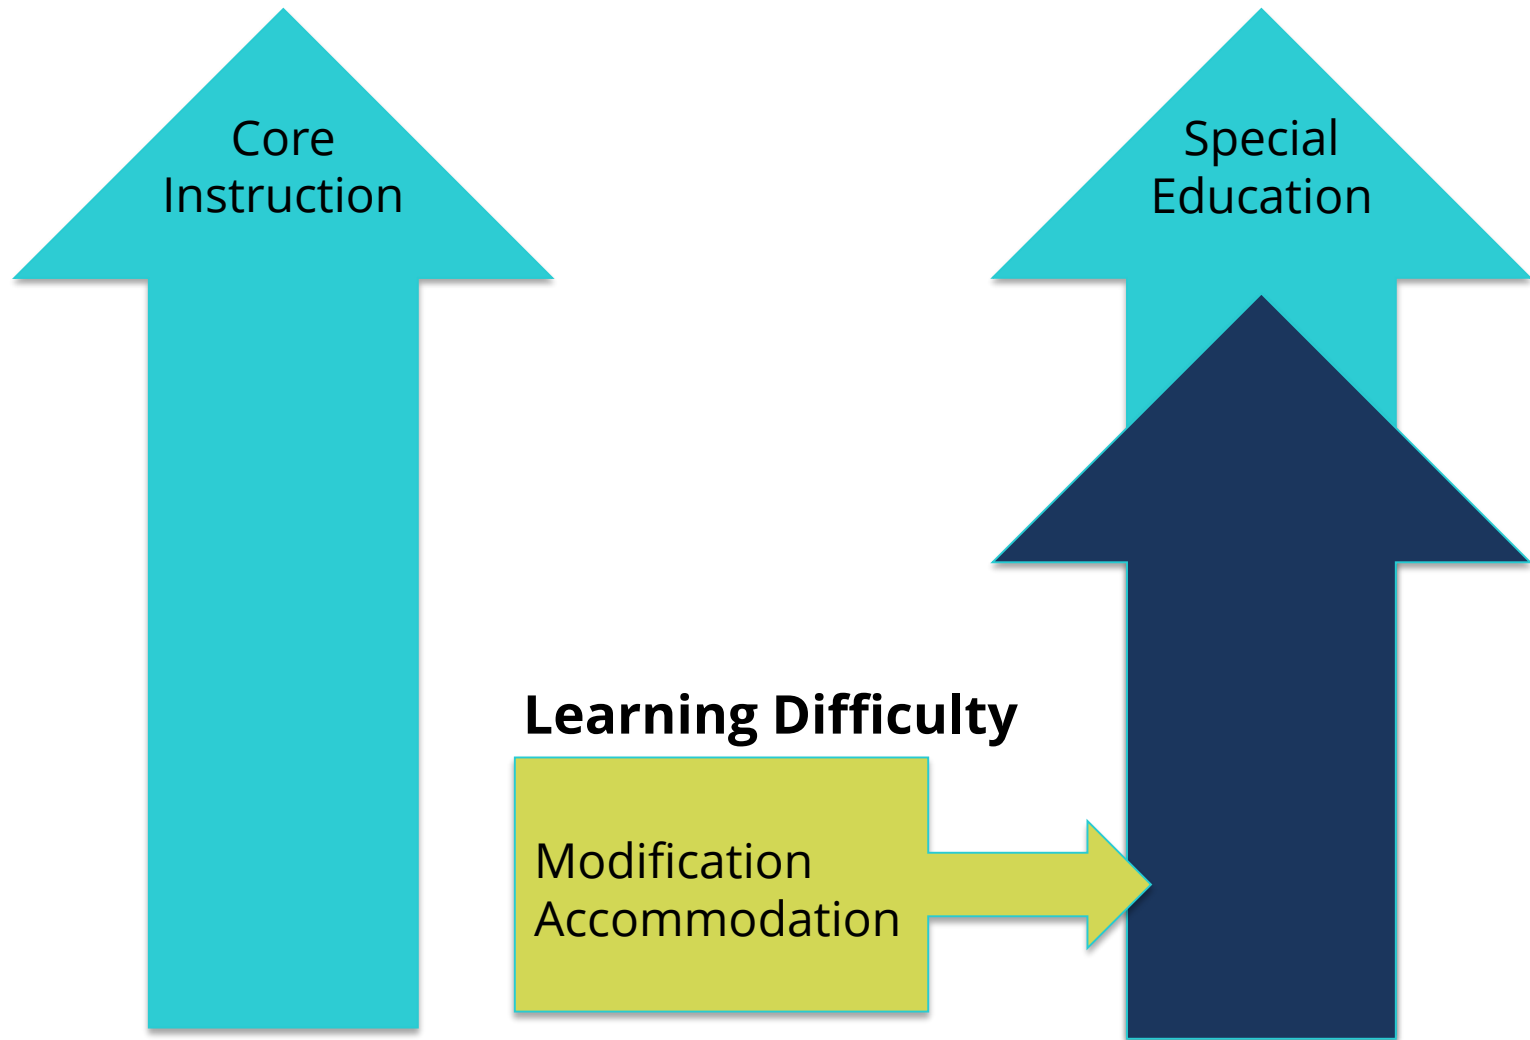 Core
Instruction
Special
Education
Learning Difficulty
Modification
Accommodation